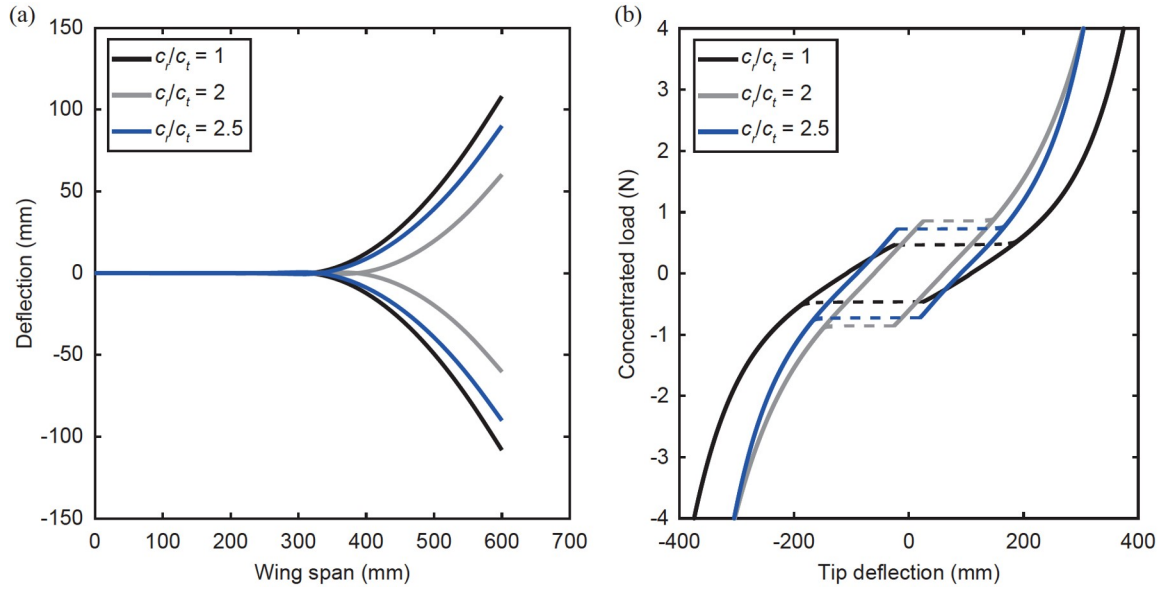 (a)
150
100
50
0
-50
-100
-150
Deflection (mm)
c_r/c_t = 1
c_r/c_t = 2
c_r/c_t = 2.5
0 100 200 300 400 500 600 700
Wing span (mm)
(b)
4
3
2
1
0
-1
-2
-3
-4
Concentrated load (N)
c_r/c_t = 1
c_r/c_t = 2
c_r/c_t = 2.5
-400 -200 0 200 400
Tip deflection (mm)